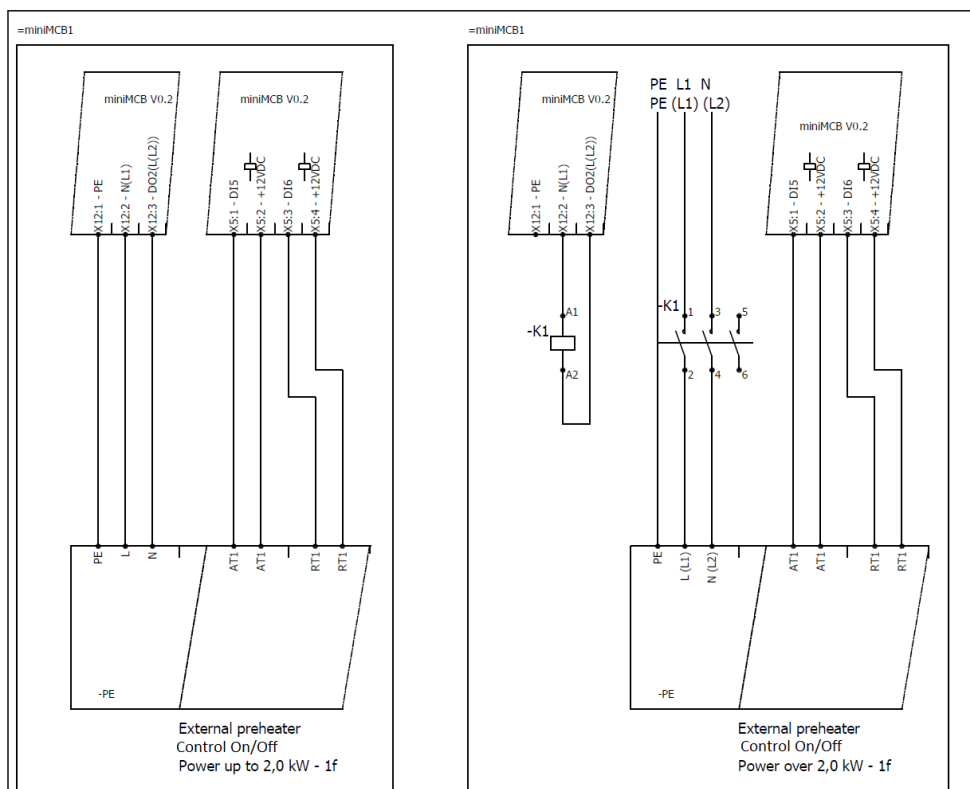 =miniMCB1
miniMCB V0.2
miniMCB V0.2
X12:1 - PE
X12:2 - N(L1)
X12:3 - DO2(L(L2))
X5:1 - DI5
X5:2 - +12VDC
X5:3 - DI6
X5:4 - +12VDC
PE
L
N
AT1
AT1
RT1
RT1
-PE
External preheater
Control On/Off
Power up to 2,0 kW - 1f
=miniMCB1
miniMCB V0.2
PE L1 N
PE (L1) (L2)
miniMCB V0.2
X12:1 - PE
X12:2 - N(L1)
X12:3 - DO2(L(L2))
X5:1 - DI5
X5:2 - +12VDC
X5:3 - DI6
X5:4 - +12VDC
A1
-K1
A2
-K1
1
3
5
2
4
6
PE
L (L1)
N (L2)
AT1
AT1
RT1
RT1
-PE
External preheater
Control On/Off
Power over 2,0 kW - 1f